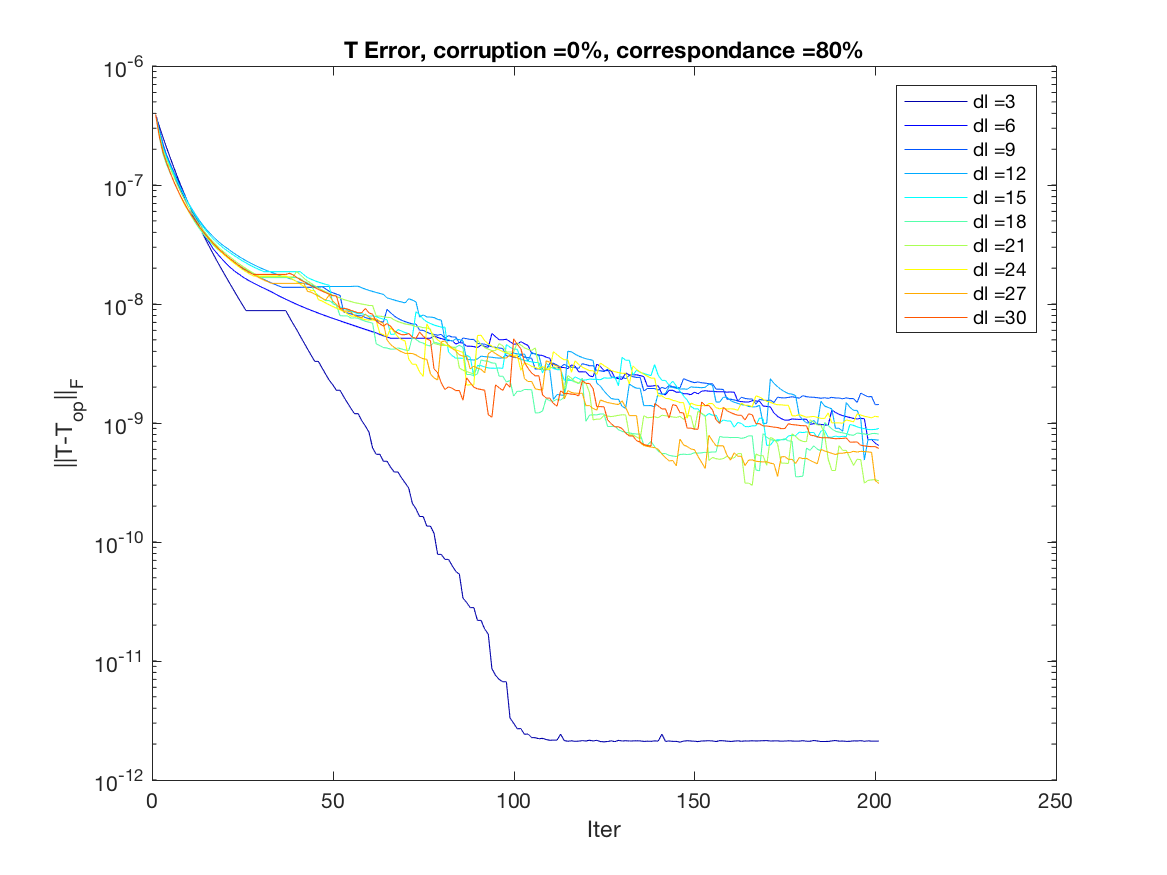 T Error, corruption =0%, correspondance =80%
10-6
10-7
10-8
10-9
10-10
10-11
10-12
||T-Top||F
0
50
100
150
200
250
Iter
dl =3
dl =6
dl =9
dl =12
dl =15
dl =18
dl =21
dl =24
dl =27
dl =30